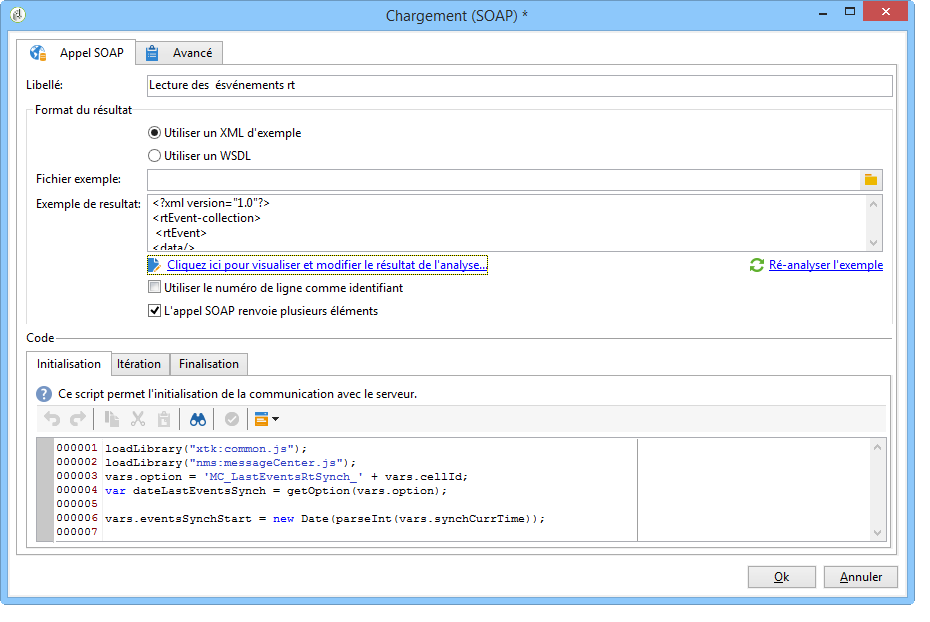 Chargement (SOAP) *
Appel SOAP
Avancé
Libellé:
Lecture des  ésvénements rt
Format du résultat
Utiliser un XML d'exemple
Utiliser un WSDL
Fichier exemple:
Exemple de resultat:
<?xml version="1.0"?>
<rtEvent-collection>
<rtEvent>
<data/>
Cliquez ici pour visualiser et modifier le résultat de l'analyse...
Ré-analyser l'exemple
Utiliser le numéro de ligne comme identifiant
L'appel SOAP renvoie plusieurs éléments
Code
Initialisation
Itération
Finalisation
Ce script permet l'initialisation de la communication avec le serveur.
000001 loadLibrary("xtk:common.js");
000002 loadLibrary("nms:messageCenter.js");
000003 vars.option = 'MC_LastEventsRtSynch_' + vars.cellId;
000004 var dateLastEventsSynch = getOption(vars.option);
000005
000006 vars.eventsSynchStart = new Date(parseInt(vars.synchCurrTime));
000007
Ok
Annuler